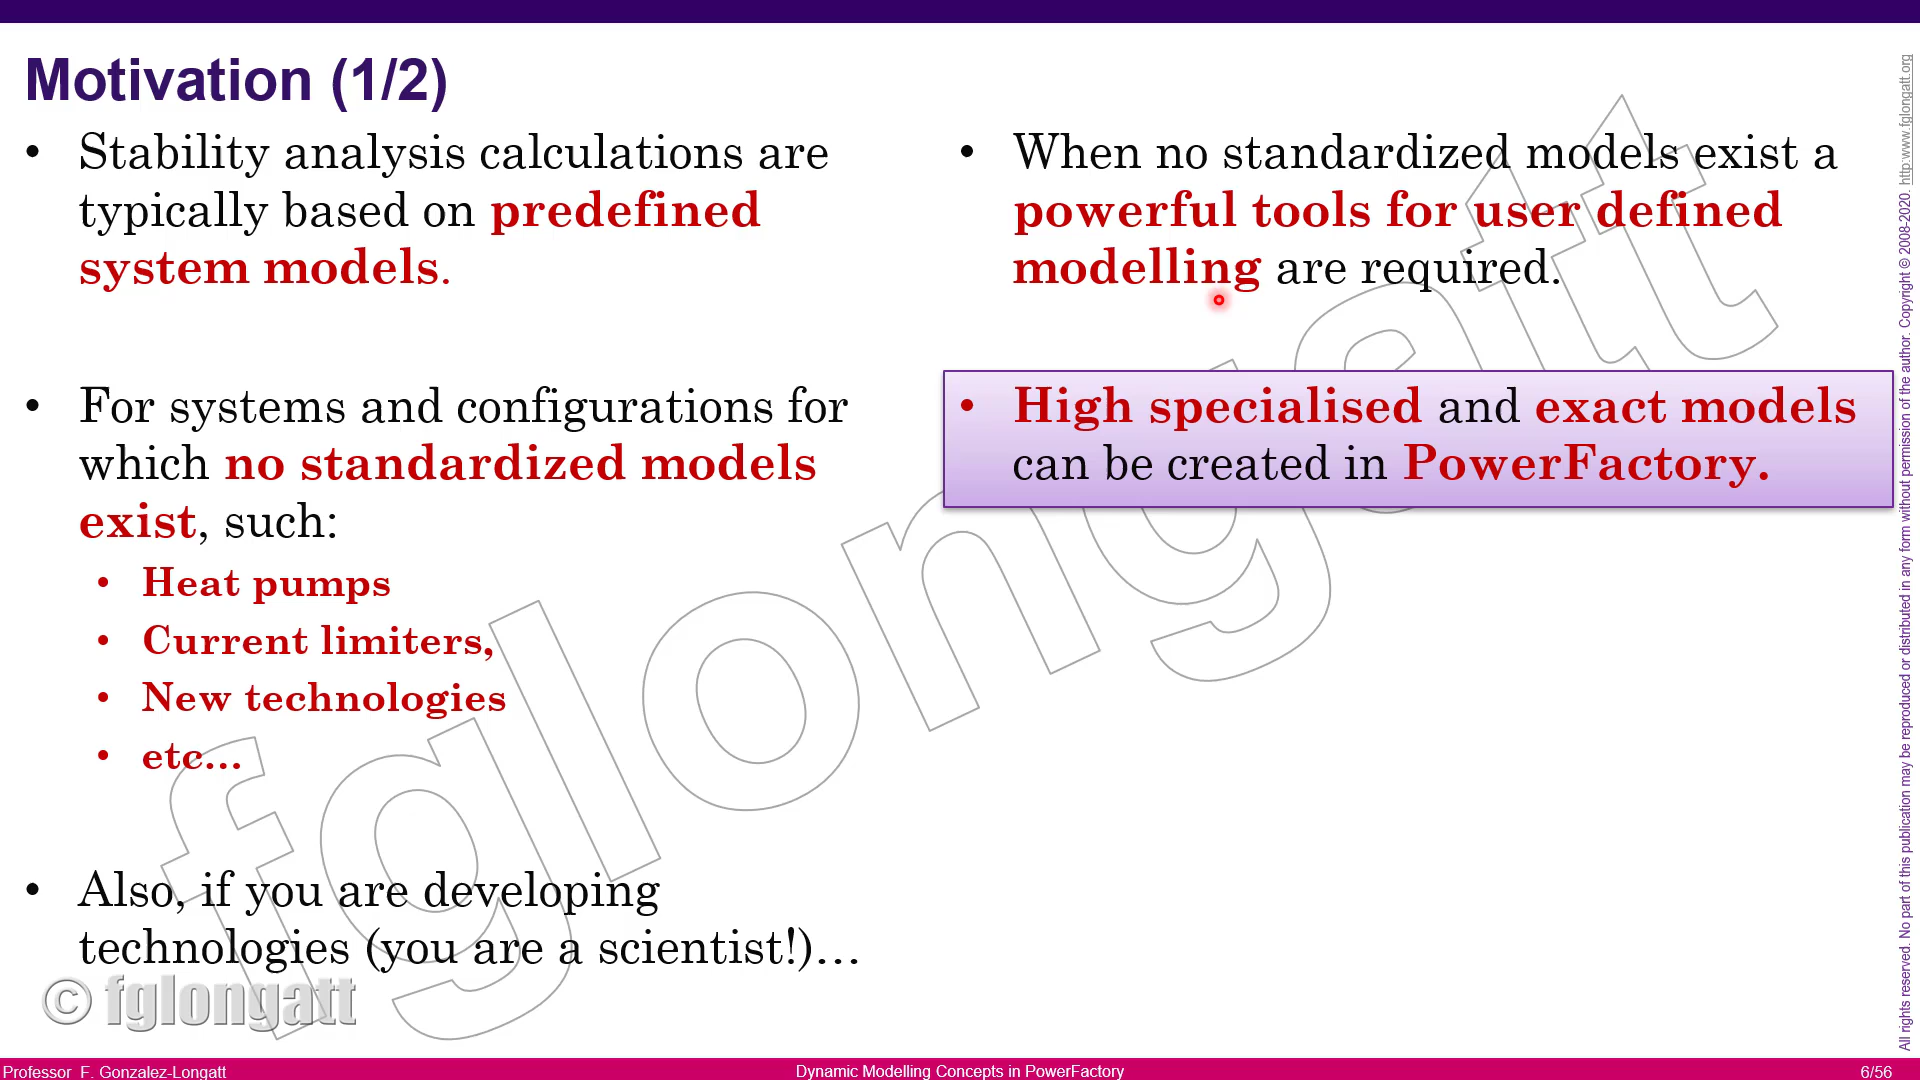 Motivation (1/2)
• Stability analysis calculations are
typically based on predefined
system models.
• For systems and configurations for
which no standardized models
exist, such:
• Heat pumps
• Current limiters,
• New technologies
• etc...
• Also, if you are developing
technologies (you are a scientist!)...
• When no standardized models exist a
powerful tools for user defined
modelling are required.
• High specialised and exact models
can be created in PowerFactory.
fglongatt
© fglongatt
All rights reserved. No part of this publication may be reproduced or distributed in any form without permission of the author. Copyright © 2008-2020. http:www.fglongatt.org
Professor F. Gonzalez-Longatt
Dynamic Modelling Concepts in PowerFactory
6/56